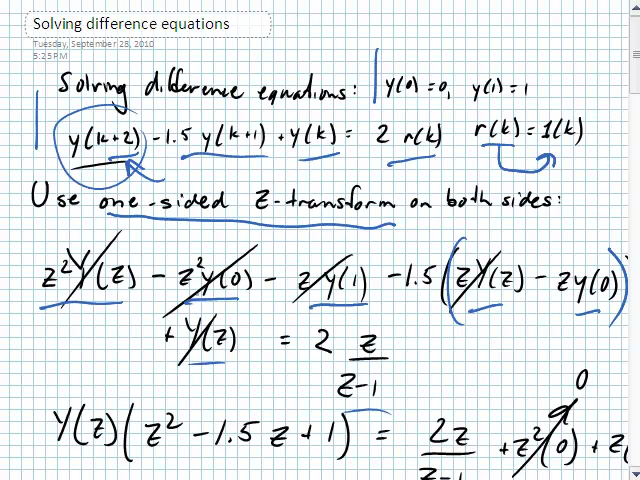 Solving difference equations
Tuesday, September 28, 2010
5:25 PM
Solving difference equations: y(0) = 0, y(1) = 1
y(k+2) - 1.5 y(k+1) + y(k) = 2 r(k) r(k) = 1(k)
Use one-sided Z-transform on both sides:
z²Y(z) - z²y(0) - zy(1) - 1.5(zY(z) - zy(0))
+ Y(z) = 2 z/(z-1)
0
Y(z)(z² - 1.5z + 1) = 2z/(z-1) + z²y(0) + z